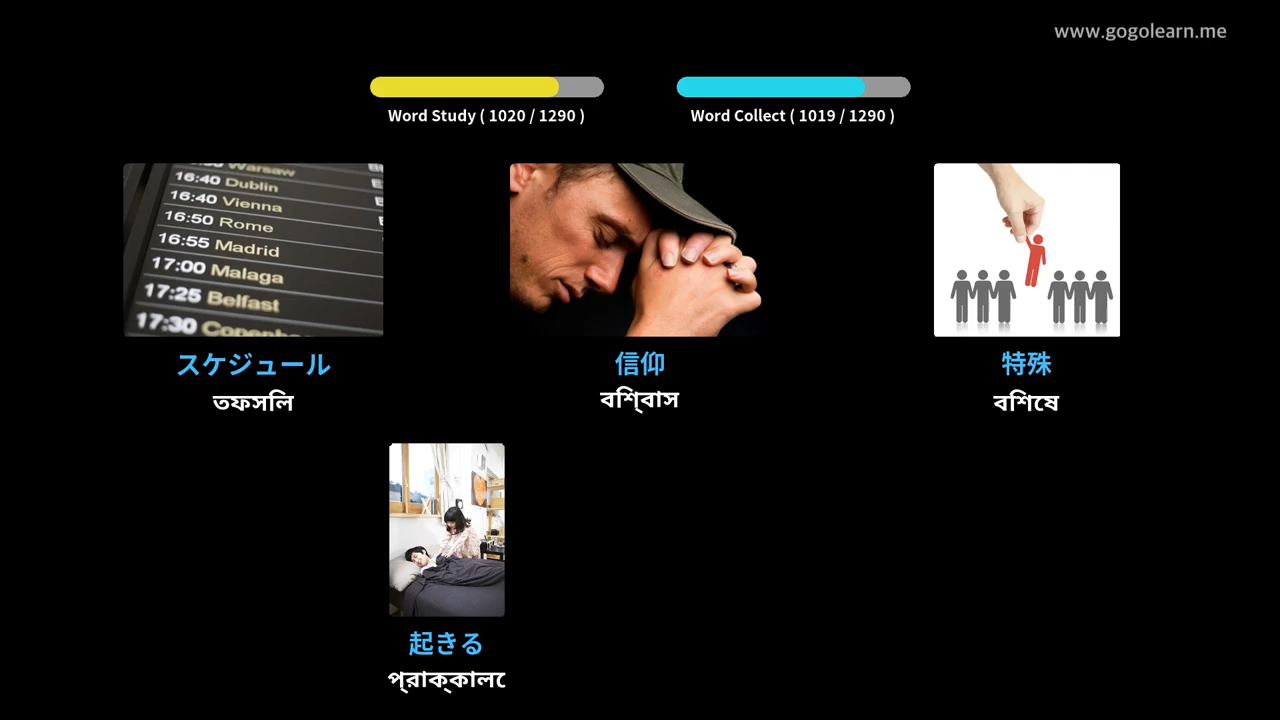 www.gogolearn.me
Word Study ( 1020 / 1290 )
Word Collect ( 1019 / 1290 )
16:40 Dublin
16:40 Vienna
16:50 Rome
16:55 Madrid
17:00 Malaga
17:25 Belfast
17:30
スケジュール
信仰
特殊
তফসলি
বশি্বাস
বশিষে
起きる
প্রাক্কালে